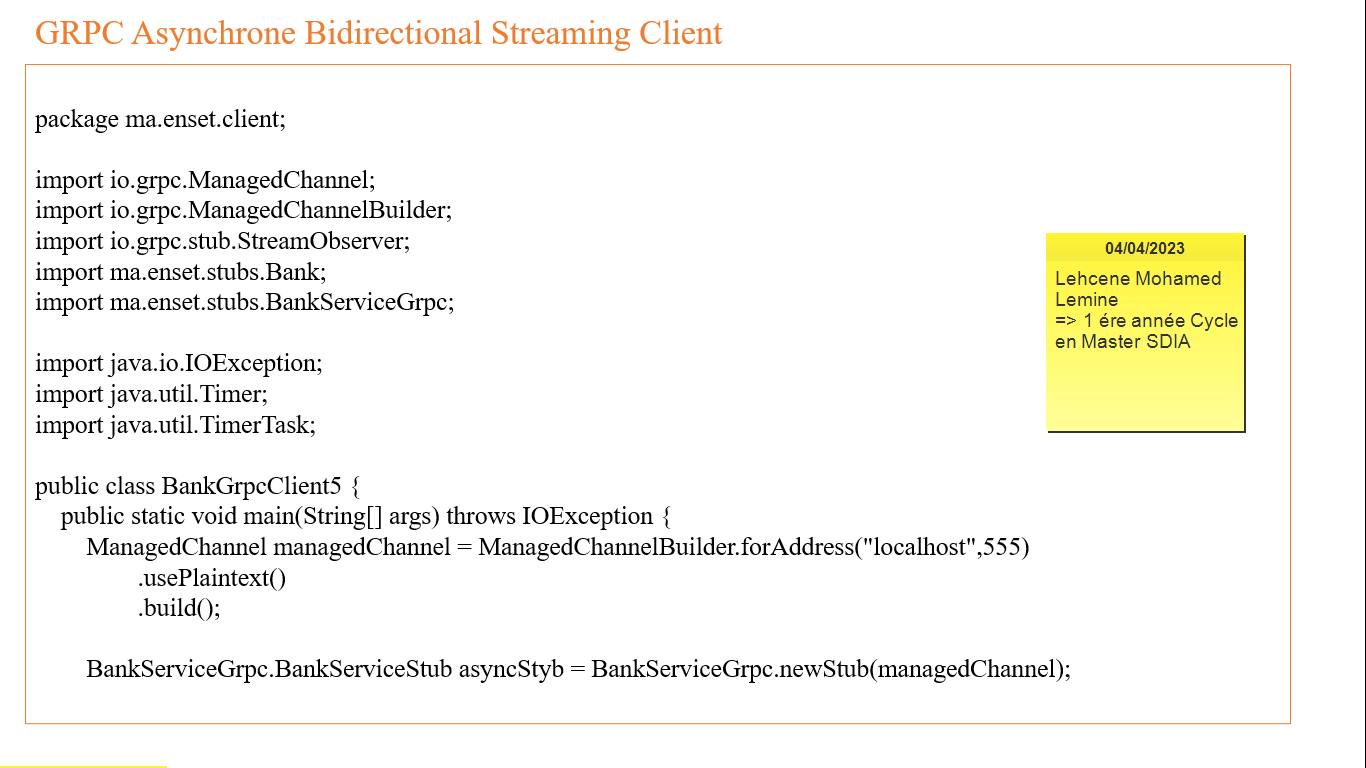 GRPC Asynchrone Bidirectional Streaming Client
package ma.enset.client;
import io.grpc.ManagedChannel;
import io.grpc.ManagedChannelBuilder;
import io.grpc.stub.StreamObserver;
import ma.enset.stubs.Bank;
import ma.enset.stubs.BankServiceGrpc;
import java.io.IOException;
import java.util.Timer;
import java.util.TimerTask;
public class BankGrpcClient5 {
public static void main(String[] args) throws IOException {
ManagedChannel managedChannel = ManagedChannelBuilder.forAddress("localhost",555)
.usePlaintext()
.build();
BankServiceGrpc.BankServiceStub asyncStyb = BankServiceGrpc.newStub(managedChannel);
04/04/2023
Lehcene Mohamed
Lemine
=> 1 ére année Cycle
en Master SDIA